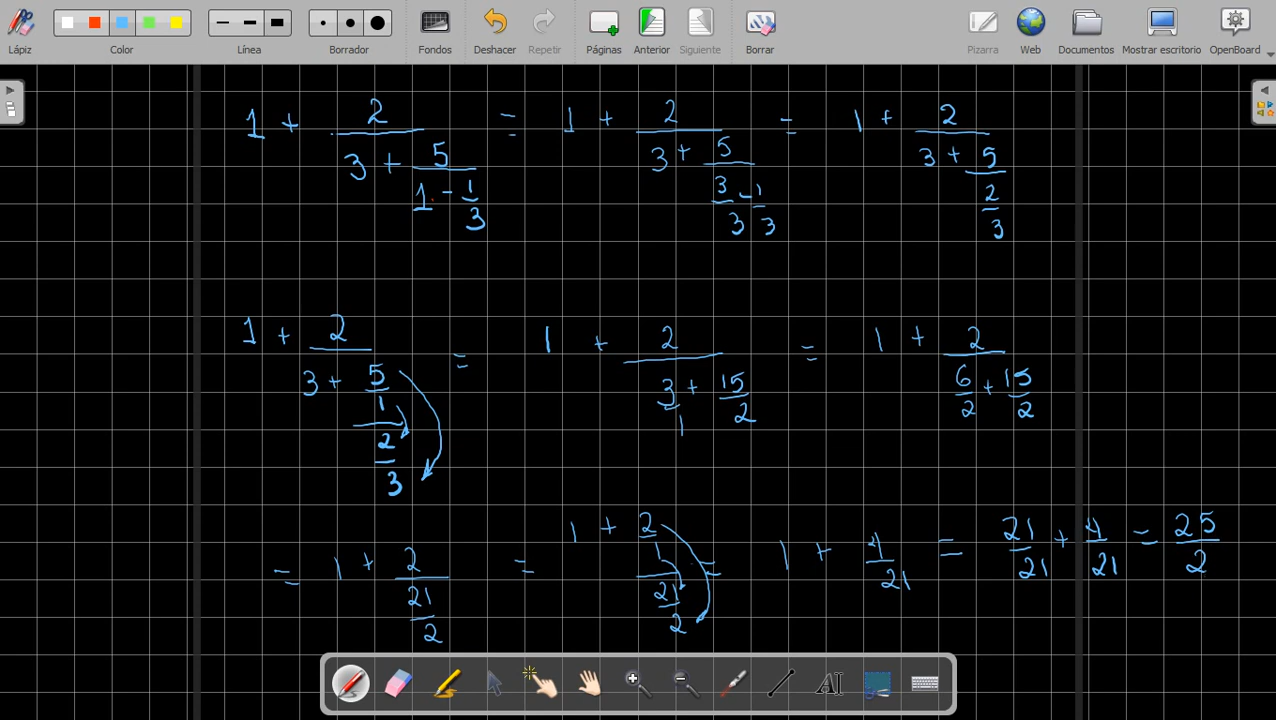 Lápiz Color Línea Borrador Fondos Deshacer Repetir Páginas Anterior Siguiente Borrar Pizarra Web Documentos Mostrar escritorio OpenBoard
1 + 2/(3 + 5/(1 - 1/3)) = 1 + 2/(3 + 5/(3/3 - 1/3)) = 1 + 2/(3 + 5/(2/3))
1 + 2/(3 + (5/1)/(2/3)) = 1 + 2/(3/1 + 15/2) = 1 + 2/(6/2 + 15/2)
= 1 + 2/(21/2) = 1 + (2/1)/(21/2) = 1 + 4/21 = 21/21 + 4/21 = 25/2